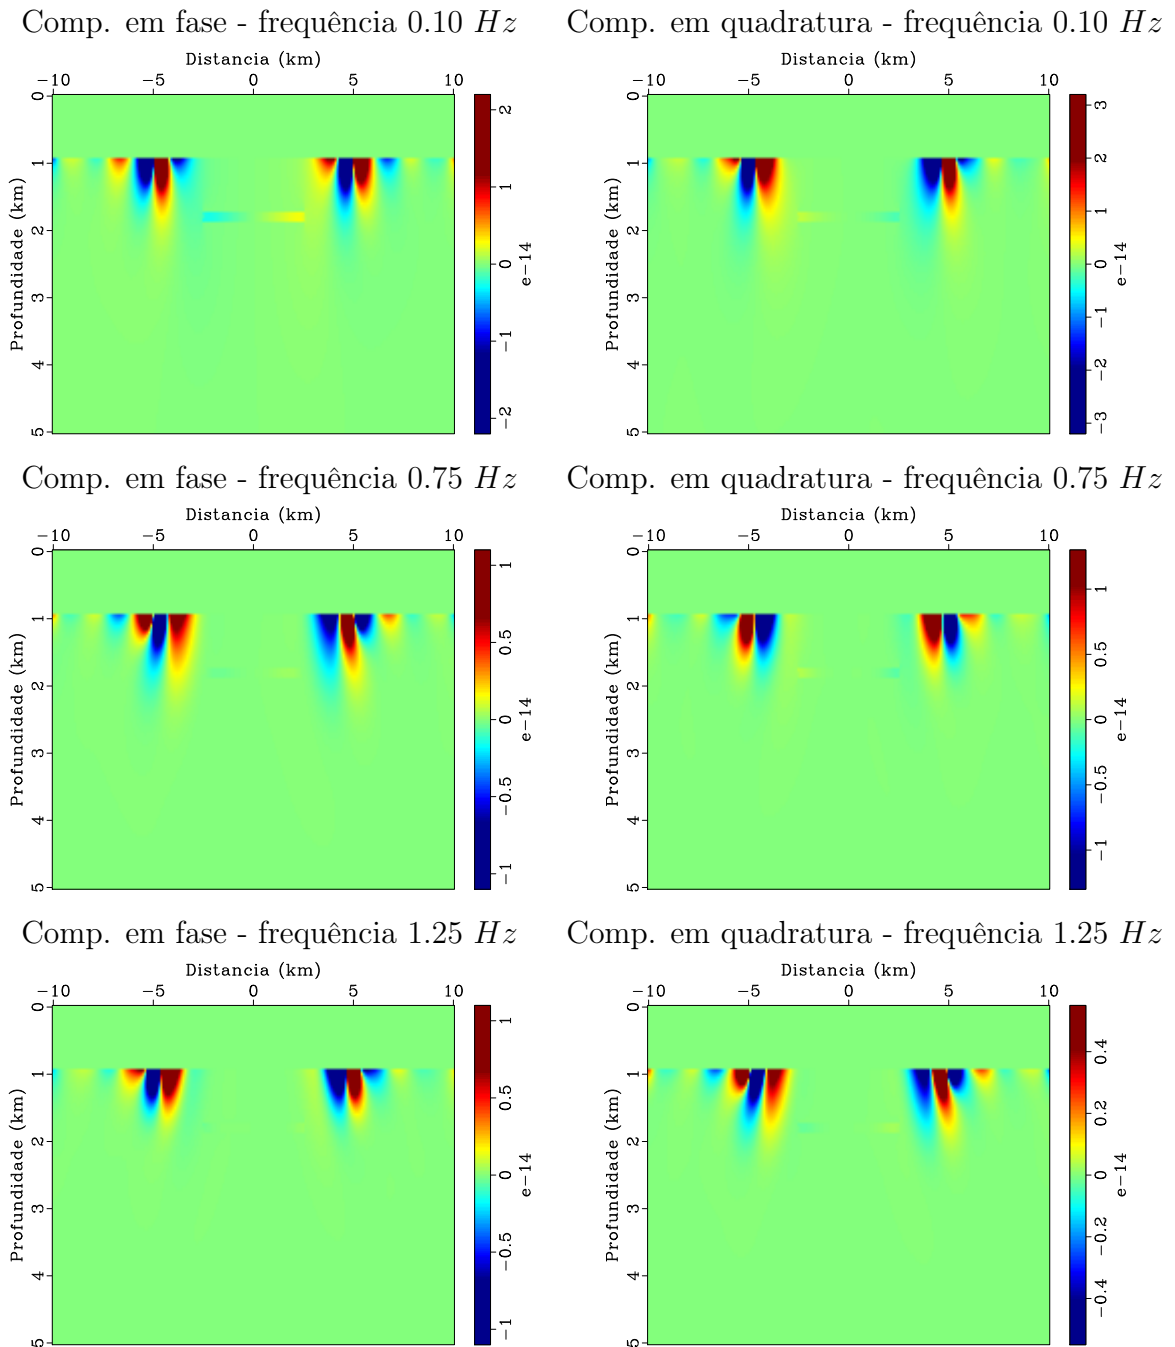 Comp. em fase - frequência 0.10 Hz
Distancia (km)
−10 −5 0 5 10
0 1 2 3 4 5
Profundidade (km)
2 1 0 −1 −2
e−14
Comp. em quadratura - frequência 0.10 Hz
Distancia (km)
−10 −5 0 5 10
0 1 2 3 4 5
Profundidade (km)
3 2 1 0 −1 −2 −3
e−14
Comp. em fase - frequência 0.75 Hz
Distancia (km)
−10 −5 0 5 10
0 1 2 3 4 5
Profundidade (km)
1 0.5 0 −0.5 −1
e−14
Comp. em quadratura - frequência 0.75 Hz
Distancia (km)
−10 −5 0 5 10
0 1 2 3 4 5
Profundidade (km)
1 0.5 0 −0.5 −1
e−14
Comp. em fase - frequência 1.25 Hz
Distancia (km)
−10 −5 0 5 10
0 1 2 3 4 5
Profundidade (km)
1 0.5 0 −0.5 −1
e−14
Comp. em quadratura - frequência 1.25 Hz
Distancia (km)
−10 −5 0 5 10
0 1 2 3 4 5
Profundidade (km)
0.4 0.2 0 −0.2 −0.4
e−14